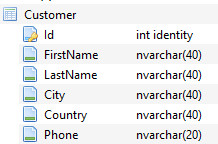 Customer
Id int identity
FirstName nvarchar(40)
LastName nvarchar(40)
City nvarchar(40)
Country nvarchar(40)
Phone nvarchar(20)